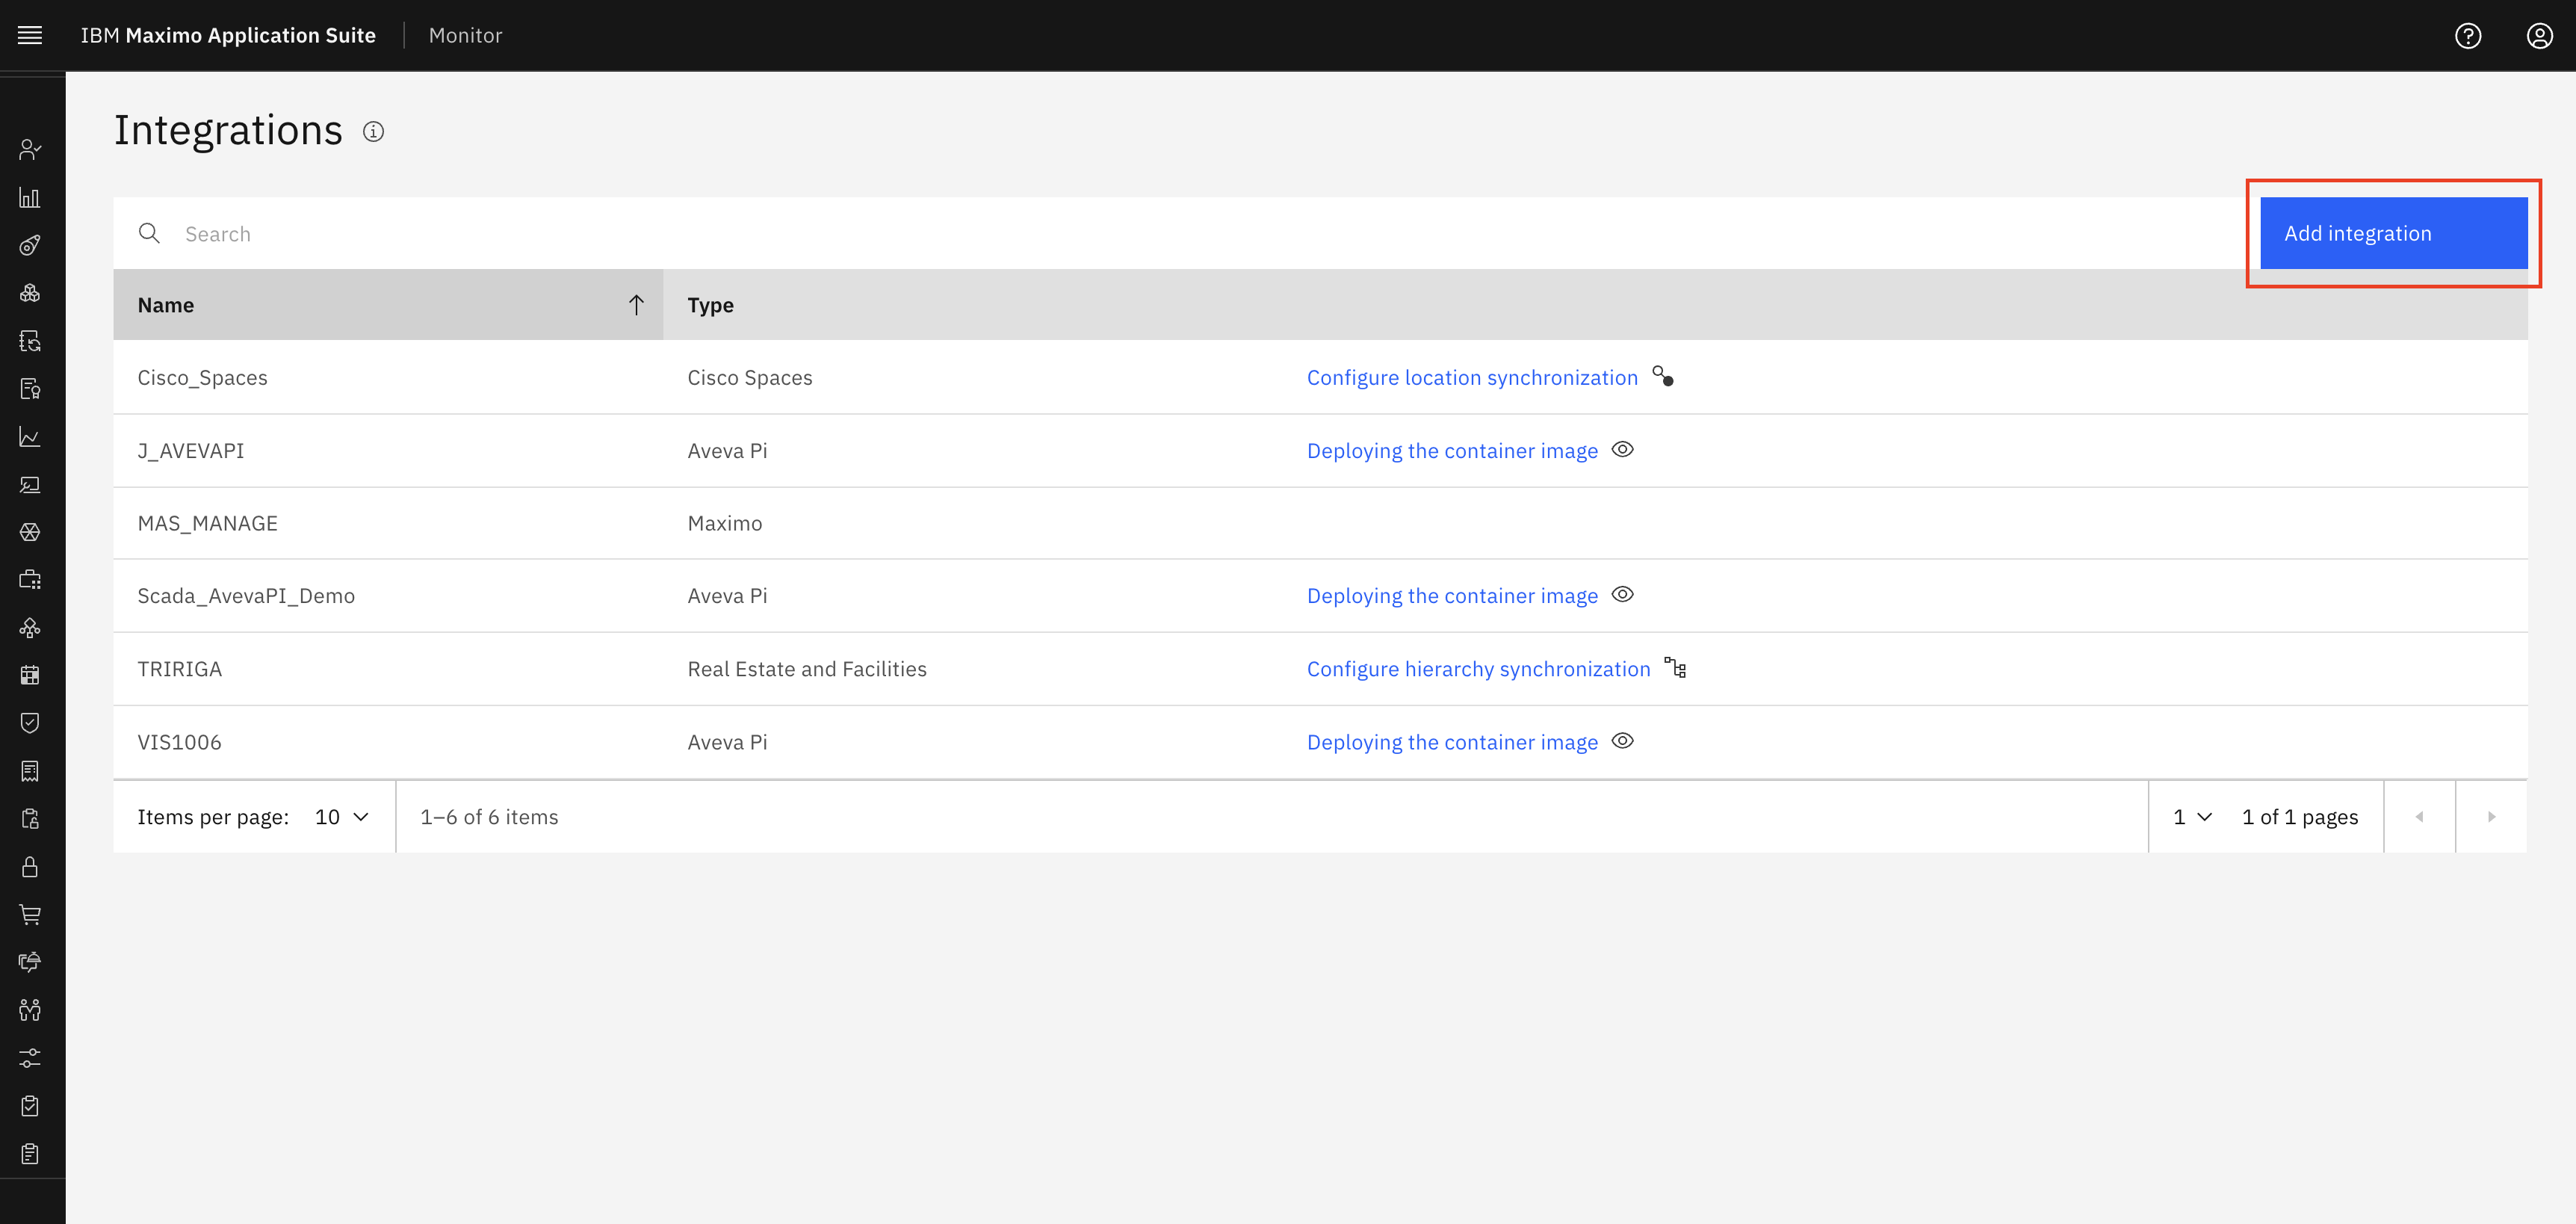 IBM Maximo Application Suite Monitor
Integrations
Search
Add integration
Name Type
Cisco_Spaces Cisco Spaces Configure location synchronization
J_AVEVAPI Aveva Pi Deploying the container image
MAS_MANAGE Maximo
Scada_AvevaPI_Demo Aveva Pi Deploying the container image
TRIRIGA Real Estate and Facilities Configure hierarchy synchronization
VIS1006 Aveva Pi Deploying the container image
Items per page: 10 1–6 of 6 items 1 1 of 1 pages